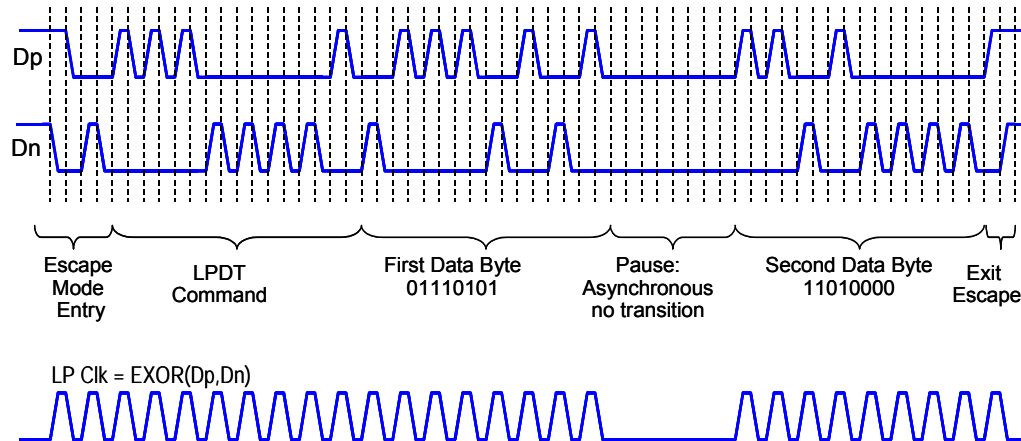 Dp
Dn
Escape
Mode
Entry
LPDT
Command
First Data Byte
01110101
Pause:
Asynchronous
no transition
Second Data Byte
11010000
Exit
Escape
LP Clk = EXOR(Dp,Dn)